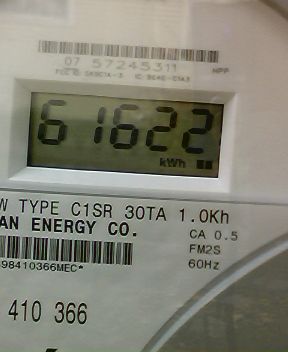 07 57245311
NPP
61622
kWh
W TYPE C1SR 30TA 1.0Kh
AN ENERGY CO.
CA 0.5
FM2S
60Hz
98410366MEC*
410 366